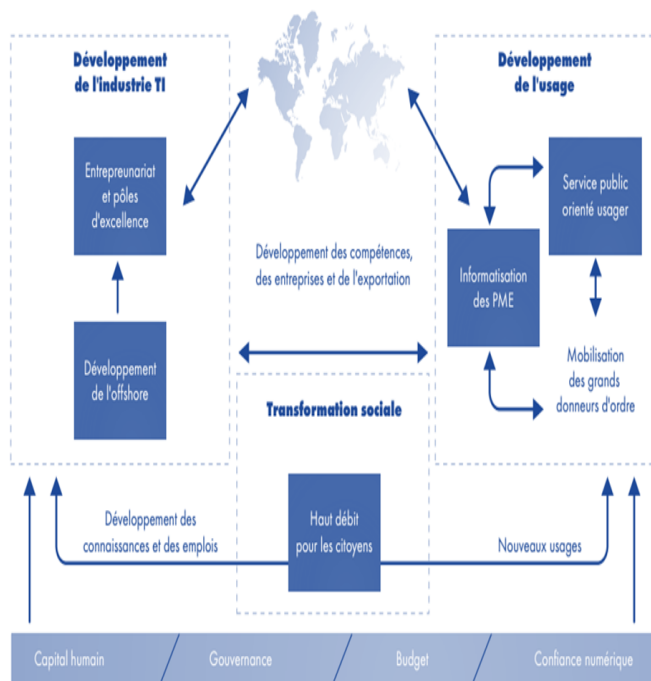 Développement
de l'industrie TI
Entrepreunariat
et pôles
d'excellence
Développement
de l'offshore
Développement des compétences,
des entreprises et de l'exportation
Développement
de l'usage
Service public
orienté usager
Informatisation
des PME
Mobilisation
des grands
donneurs d'ordre
Transformation sociale
Haut débit
pour les citoyens
Développement des
connaissances et des emplois
Nouveaux usages
Capital humain
Gouvernance
Budget
Confiance numérique